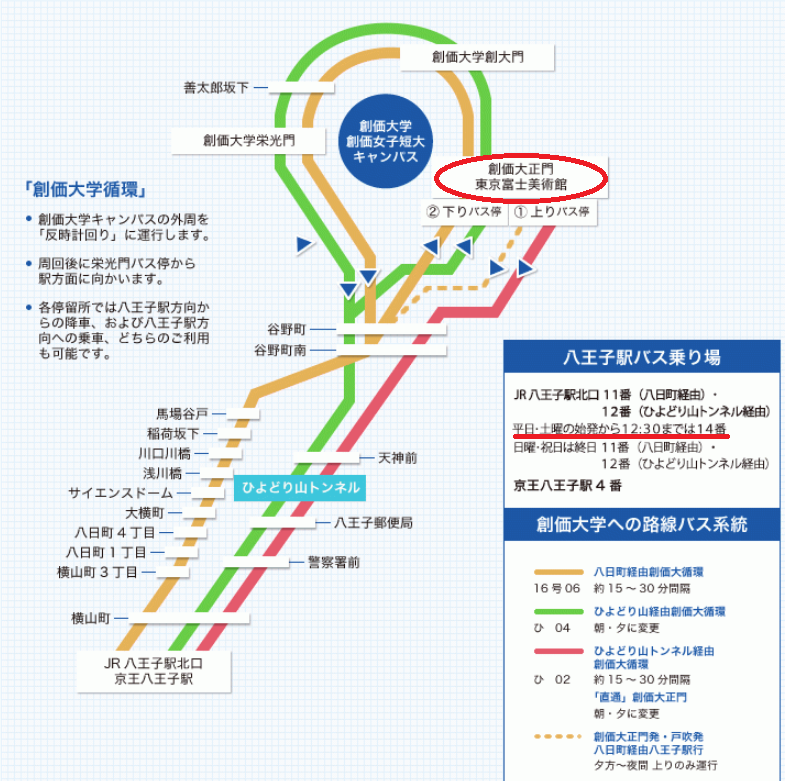 創価大学創大門
善太郎坂下
創価大学
創価女子短大
キャンパス
創価大学栄光門
創価大正門
東京富士美術館
② 下りバス停
① 上りバス停
「創価大学循環」
● 創価大学キャンパスの外周を
「反時計回り」に運行します。
● 周回後に栄光門バス停から
駅方面に向かいます。
● 各停留所では八王子駅方向か
らの降車、および八王子駅方
向への乗車、どちらのご利用
も可能です。
谷野町
谷野町南
馬場谷戸
稲荷坂下
川口川橋
浅川橋
サイエンスドーム
大横町
八日町4丁目
八日町1丁目
横山町3丁目
横山町
天神前
ひよどり山トンネル
八王子郵便局
警察署前
JR八王子駅北口
京王八王子駅
八王子駅バス乗り場
JR八王子駅北口 11番（八日町経由）・
12番（ひよどり山トンネル経由）
平日・土曜の始発から12:30までは14番
日曜・祝日は終日 11番（八日町経由）・
12番（ひよどり山トンネル経由）
京王八王子駅4番
創価大学への路線バス系統
八日町経由創価大循環
16号06 約15～30分間隔
ひよどり山経由創価大循環
ひ 04 朝・夕に変更
ひよどり山トンネル経由
創価大循環
ひ 02 約15～30分間隔
「直通」創価大正門
朝・夕に変更
創価大正門発・戸吹発
八日町経由八王子駅行
夕方～夜間 上りのみ運行